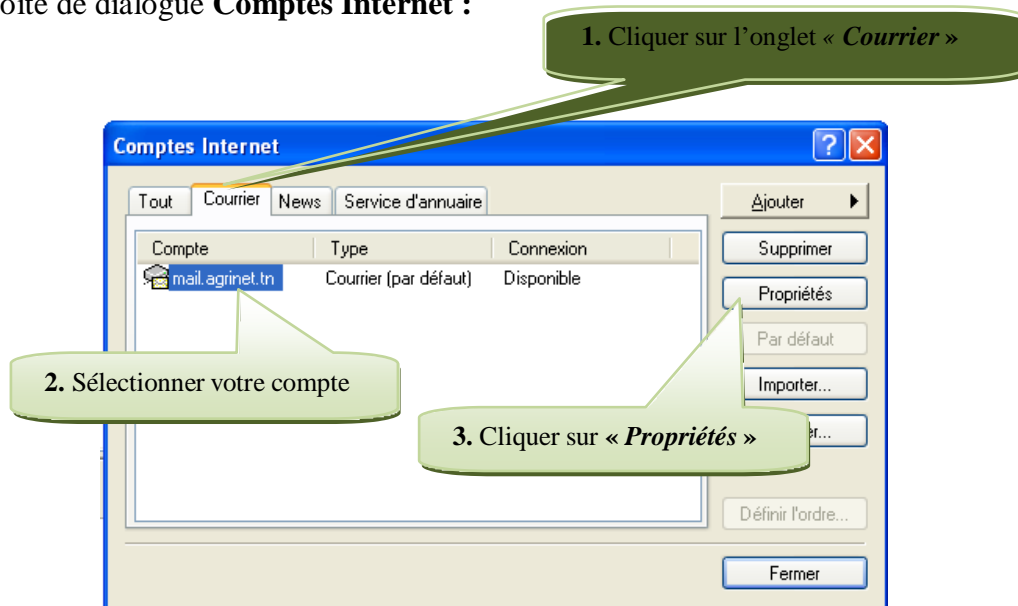 oîte de dialogue Comptes Internet :
1. Cliquer sur l'onglet « Courrier »
Comptes Internet
Tout Courrier News Service d'annuaire
Ajouter
Compte Type Connexion
Supprimer
mail.agrinet.tn Courrier (par défaut) Disponible
Propriétés
Par défaut
2. Sélectionner votre compte
Importer...
3. Cliquer sur « Propriétés »
Définir l'ordre...
Fermer